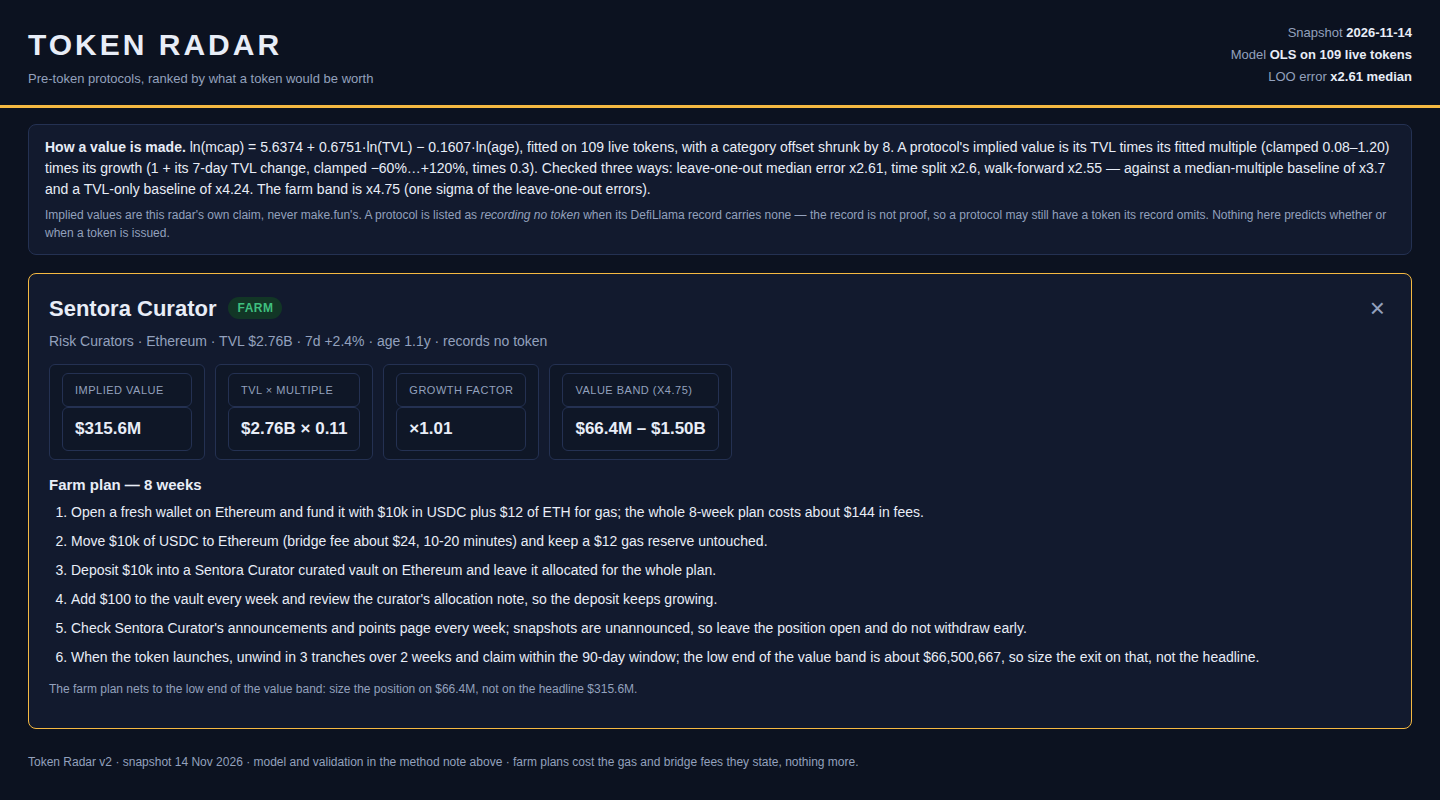 TOKEN RADAR
Pre-token protocols, ranked by what a token would be worth
Snapshot 2026-11-14
Model OLS on 109 live tokens
LOO error x2.61 median
How a value is made. ln(mcap) = 5.6374 + 0.6751·ln(TVL) − 0.1607·ln(age), fitted on 109 tokens, with a category offset shrunk by 8. A protocol's implied value is its TVL times its fitted multiple (clamped 0.08–1.20)
times its growth (1 + its 7-day TVL change, clamped −60%…+120%, times 0.3). Checked three ways: leave-one-out median error x2.61, time split x2.6, walk-forward x2.55 — against a median-multiple baseline of x3.7
and a TVL-only baseline of x4.24. The farm band is x4.75 (one sigma of the leave-one-out errors).
Implied values are this radar's own claim, never make.fun's. A protocol is listed as recording no token when its DefiLlama record carries none — the record is not proof, so a protocol may still have a token its record omits. Nothing here predicts whether or
when a token is issued.
Sentora Curator FARM ✕
Risk Curators · Ethereum · TVL $2.76B · 7d +2.4% · age 1.1y · records no token
IMPLIED VALUE
$315.6M
TVL × MULTIPLE
$2.76B × 0.11
GROWTH FACTOR
×1.01
VALUE BAND (X4.75)
$66.4M – $1.50B
Farm plan — 8 weeks
1. Open a fresh wallet on Ethereum and fund it with $10k in USDC plus $12 of ETH for gas; the whole 8-week plan costs about $144 in fees.
2. Move $10k of USDC to Ethereum (bridge fee about $24, 10-20 minutes) and keep a $12 gas reserve untouched.
3. Deposit $10k into a Sentora Curator curated vault on Ethereum and leave it allocated for the whole plan.
4. Add $100 to the vault every week and review the curator's allocation note, so the deposit keeps growing.
5. Check Sentora Curator's announcements and points page every week; snapshots are unannounced, so leave the position open and do not withdraw early.
6. When the token launches, unwind in 3 tranches over 2 weeks and claim within the 90-day window; the low end of the value band is about $66,500,667, so size the exit on that, not the headline.
The farm plan nets to the low end of the value band: size the position on $66.4M, not on the headline $315.6M.
Token Radar v2 · snapshot 14 Nov 2026 · model and validation in the method note above · farm plans cost the gas and bridge fees they state, nothing more.